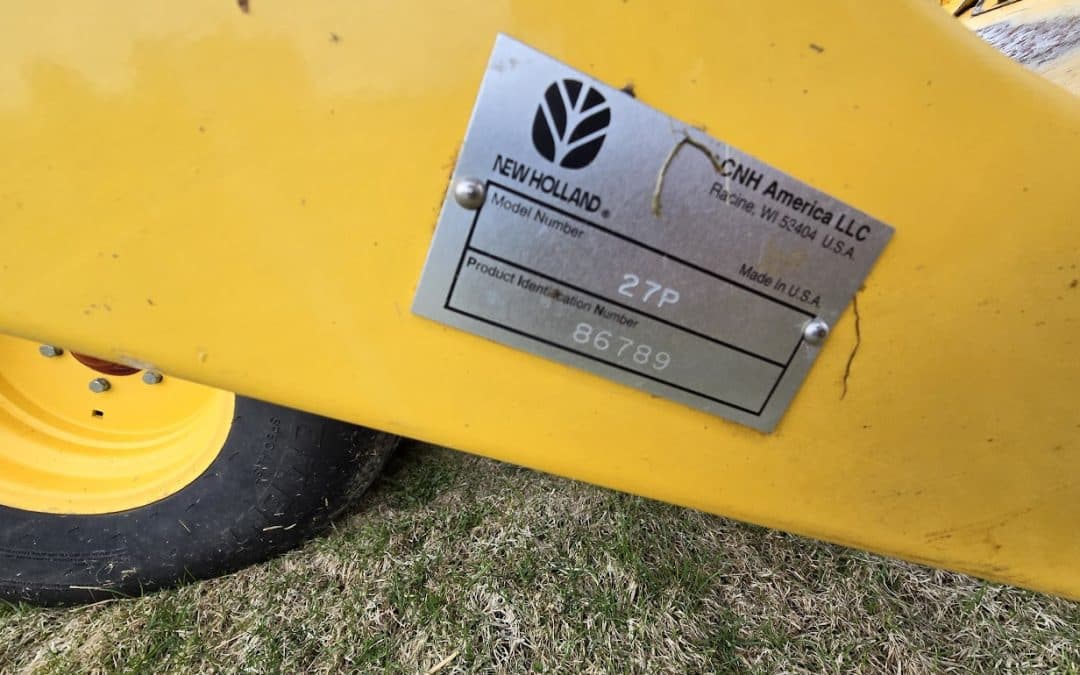 NEW HOLLAND®
CNH America LLC
Racine, WI 53404 U.S.A.
Made in U.S.A.
Model Number
27P
Product Identification Number
86789